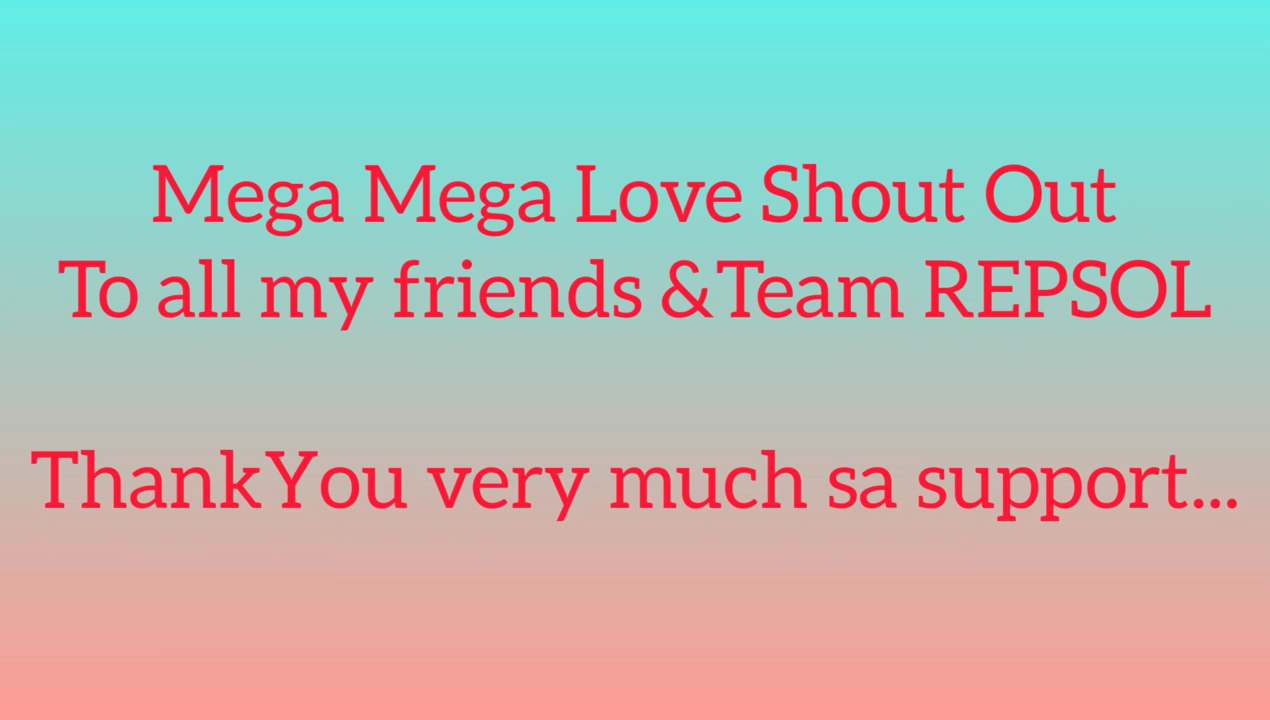 Mega Mega Love Shout Out
To all my friends &Team REPSOL
ThankYou very much sa support...